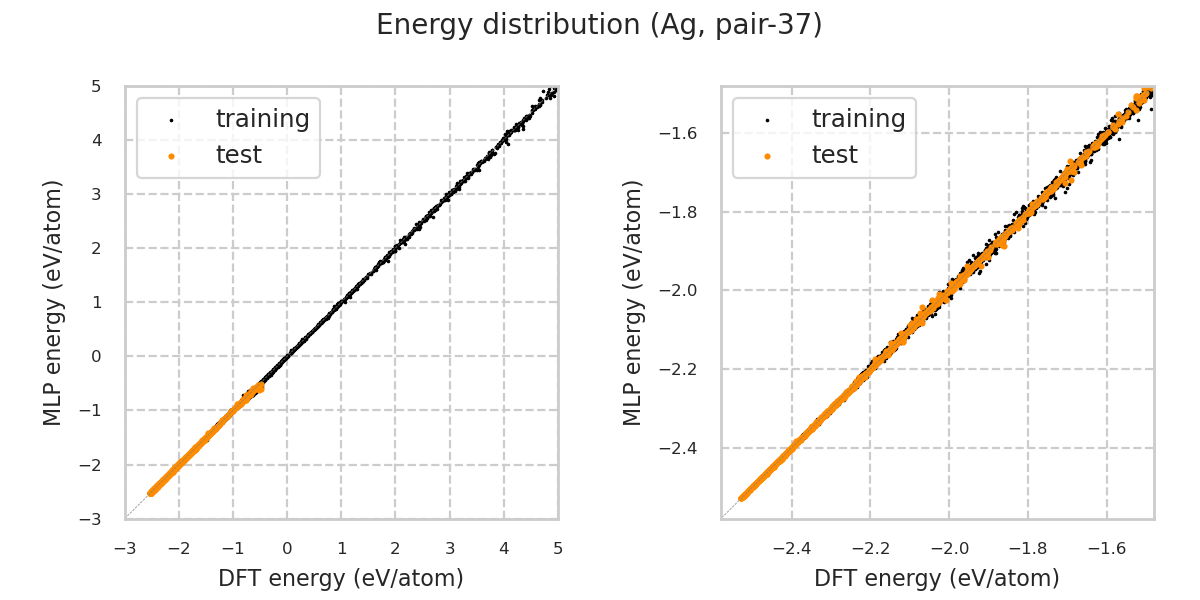 Energy distribution (Ag, pair-37)
training
test
MLP energy (eV/atom)
5
4
3
2
1
0
−1
−2
−3
−3 −2 −1 0 1 2 3 4 5
DFT energy (eV/atom)
training
test
MLP energy (eV/atom)
−1.6
−1.8
−2.0
−2.2
−2.4
−2.4 −2.2 −2.0 −1.8 −1.6
DFT energy (eV/atom)